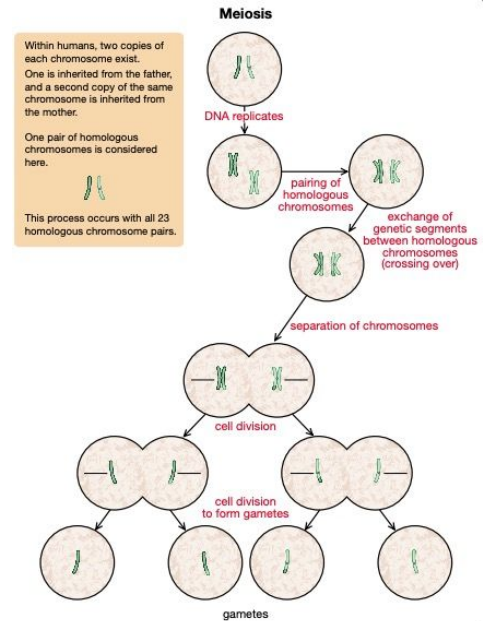 Meiosis
Within humans, two copies of
each chromosome exist.
One is inherited from the father,
and a second copy of the same
chromosome is inherited from
the mother.
One pair of homologous
chromosomes is considered
here.
This process occurs with all 23
homologous chromosome pairs.
DNA replicates
pairing of
homologous
chromosomes
exchange of
genetic segments
between homologous
chromosomes
(crossing over)
separation of chromosomes
cell division
cell division
to form gametes
gametes